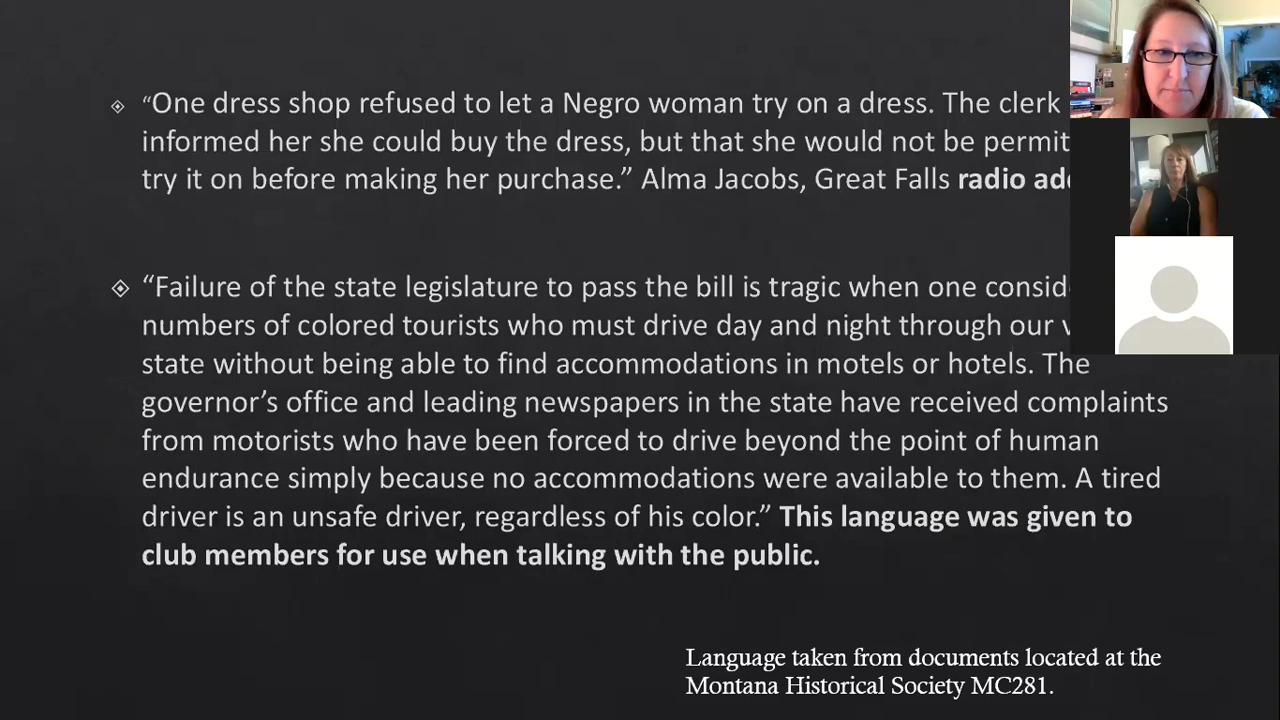 “One dress shop refused to let a Negro woman try on a dress. The clerk
informed her she could buy the dress, but that she would not be permit
try it on before making her purchase.” Alma Jacobs, Great Falls radio
“Failure of the state legislature to pass the bill is tragic when one
numbers of colored tourists who must drive day and night through our
state without being able to find accommodations in motels or hotels. The
governor’s office and leading newspapers in the state have received complaints
from motorists who have been forced to drive beyond the point of human
endurance simply because no accommodations were available to them. A tired
driver is an unsafe driver, regardless of his color.” This language was given to
club members for use when talking with the public.
Language taken from documents located at the
Montana Historical Society MC281.